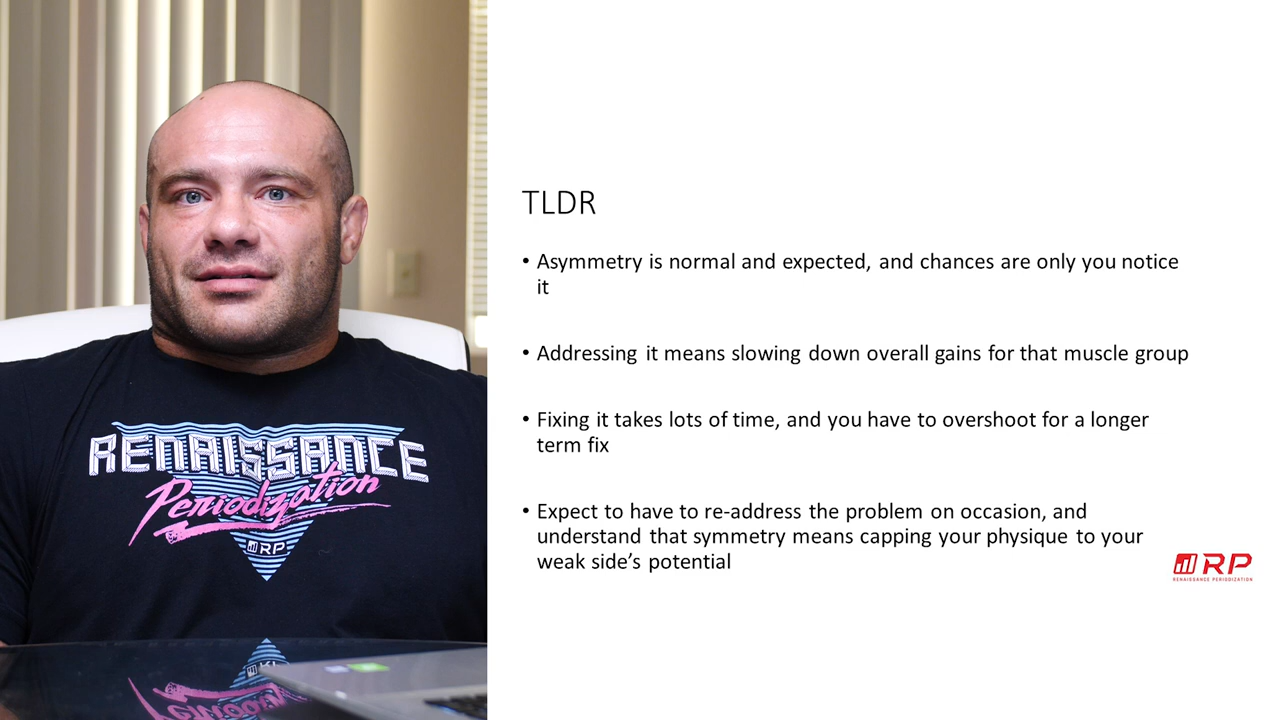 TLDR
• Asymmetry is normal and expected, and chances are only you notice
it
• Addressing it means slowing down overall gains for that muscle group
• Fixing it takes lots of time, and you have to overshoot for a longer
term fix
• Expect to have to re-address the problem on occasion, and
understand that symmetry means capping your physique to your
weak side’s potential
RENAISSANCE
Periodization
RP
RP
RENAISSANCE PERIODIZATION